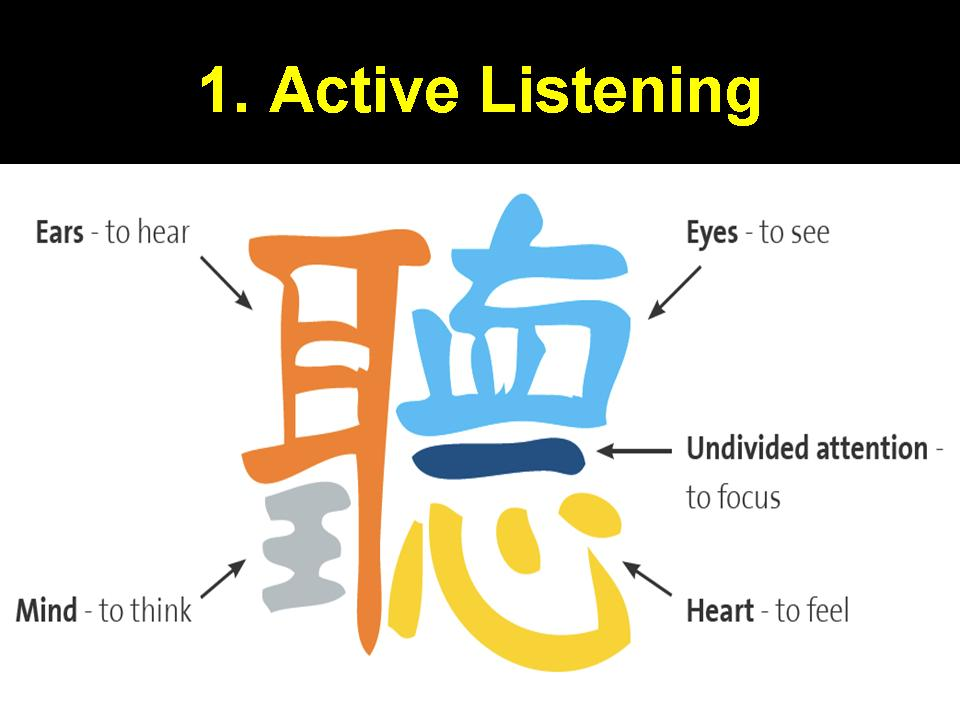 1. Active Listening
Ears - to hear
Eyes - to see
聽
Undivided attention -
to focus
Mind - to think
Heart - to feel